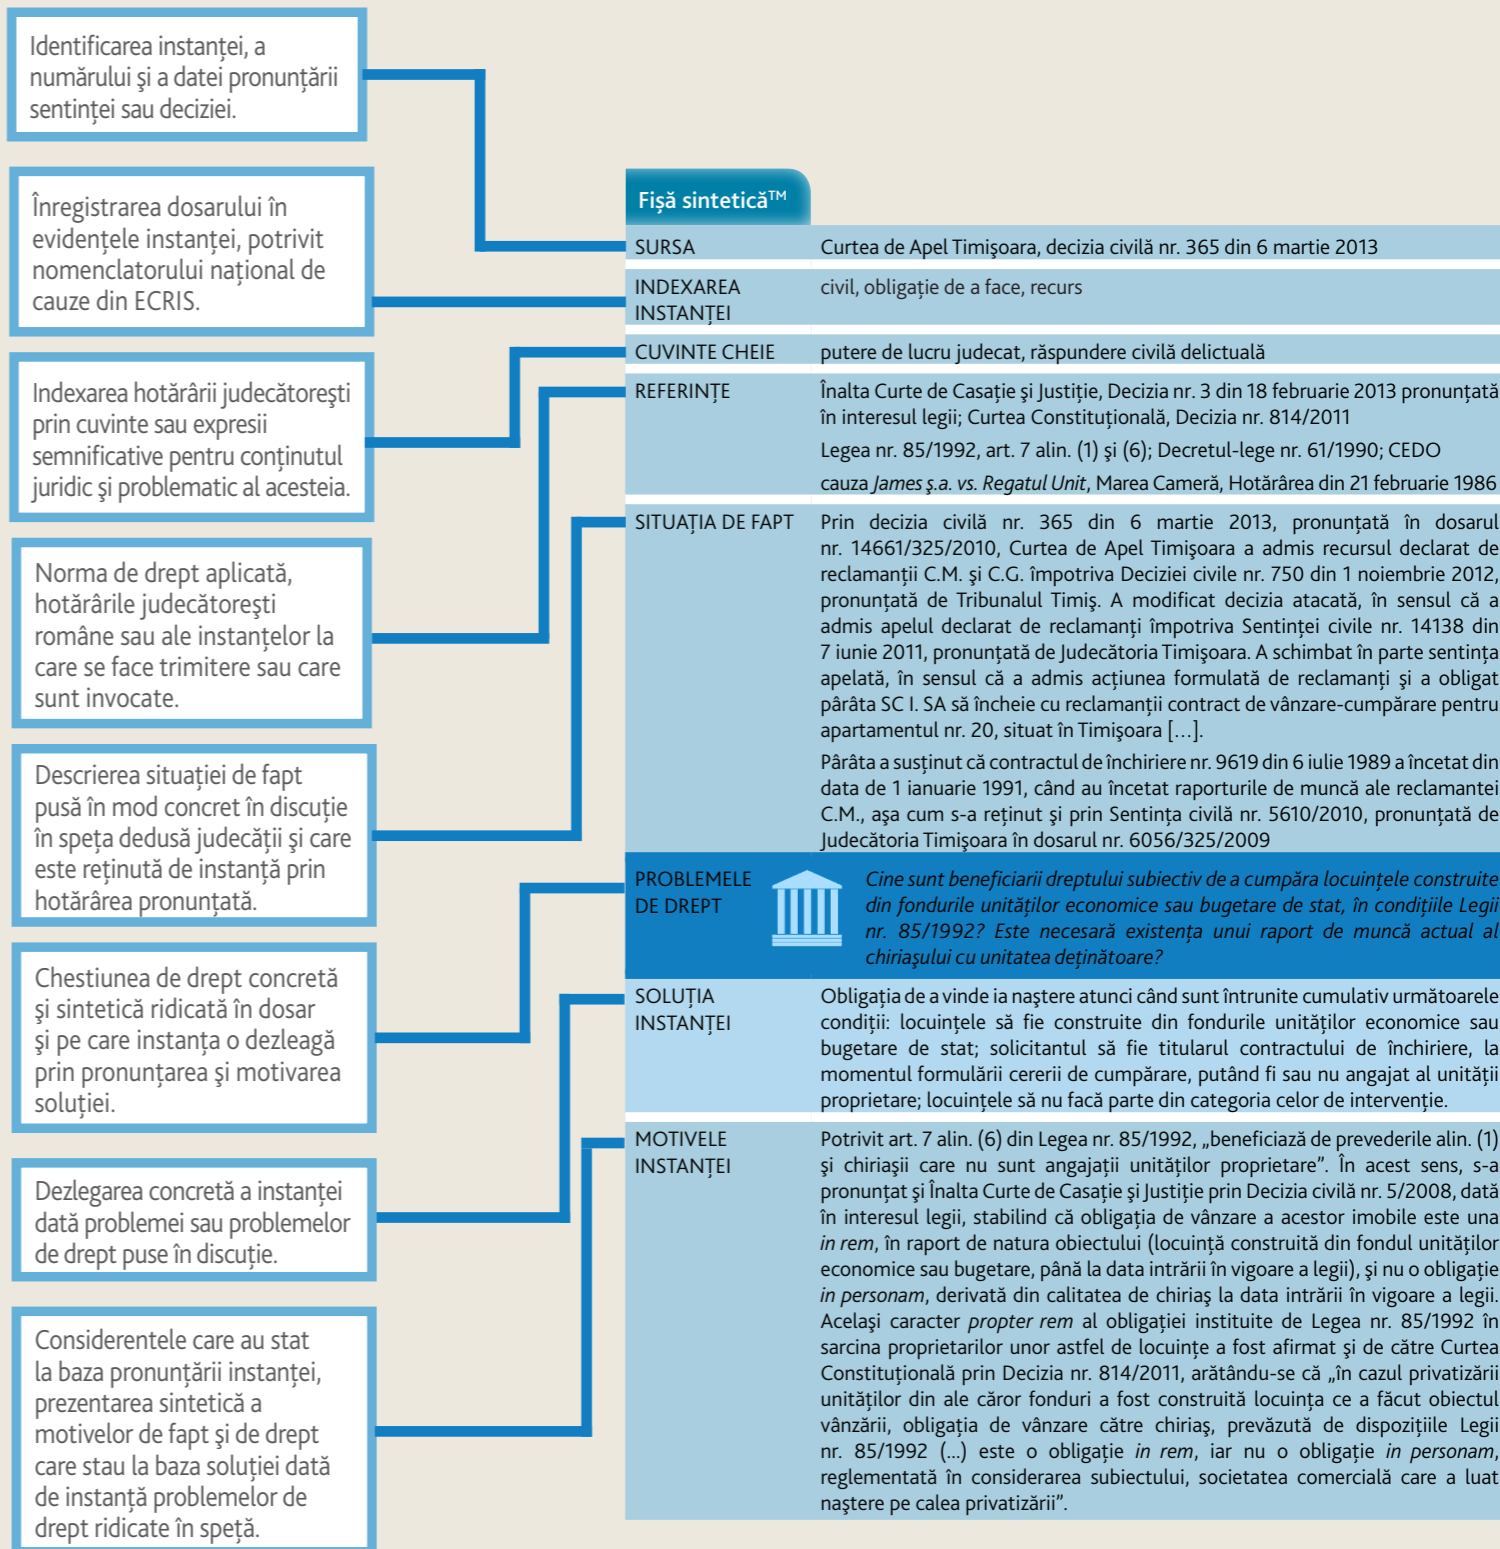 Identificarea instanței, a
numărului și a datei pronunțării
sentinței sau deciziei.
Înregistrarea dosarului în
evidențele instanței, potrivit
nomenclatorului național de
cauze din ECRIS.
Indexarea hotărârii judecătorești
prin cuvinte sau expresii
semnificative pentru conținutul
juridic și problematic al acesteia.
Norma de drept aplicată,
hotărârile judecătorești
române sau ale instanțelor la
care se face trimitere sau care
sunt invocate.
Descrierea situației de fapt
pusă în mod concret în discuție
în speța dedusă judecății și care
este reținută de instanță prin
hotărârea pronunțată.
Chestiunea de drept concretă
și sintetică ridicată în dosar
și pe care instanța o dezleagă
prin pronunțarea și motivarea
soluției.
Dezlegarea concretă a instanței
dată problemei sau problemelor
de drept puse în discuție.
Considerentele care au stat
la baza pronunțării instanței,
prezentarea sintetică a
motivelor de fapt și de drept
care stau la baza soluției dată
de instanță problemelor de
drept ridicate în speță.
Fișă sintetică™
SURSA
Curtea de Apel Timișoara, decizia civilă nr. 365 din 6 martie 2013
INDEXAREA
INSTANȚEI
civil, obligație de a face, recurs
CUVINTE CHEIE
putere de lucru judecat, răspundere civilă delictuală
REFERINȚE
Înalta Curte de Casație și Justiție, Decizia nr. 3 din 18 februarie 2013 pronunțată
în interesul legii; Curtea Constituțională, Decizia nr. 814/2011
Legea nr. 85/1992, art. 7 alin. (1) și (6); Decretul-lege nr. 61/1990; CEDO
cauza James ș.a. vs. Regatul Unit, Marea Cameră, Hotărârea din 21 februarie 1986
SITUAȚIA DE FAPT
Prin decizia civilă nr. 365 din 6 martie 2013, pronunțată în dosarul
nr. 14661/325/2010, Curtea de Apel Timișoara a admis recursul declarat de
reclamanții C.M. și C.G. împotriva Deciziei civile nr. 750 din 1 noiembrie 2012,
pronunțată de Tribunalul Timiș. A modificat decizia atacată, în sensul că a
admis apelul declarat de reclamanți împotriva Sentinței civile nr. 14138 din
7 iunie 2011, pronunțată de Judecătoria Timișoara. A schimbat în parte sentința
apelată, în sensul că a admis acțiunea formulată de reclamanți și a obligat
pârâta SC I. SA să încheie cu reclamanții contract de vânzare-cumpărare pentru
apartamentul nr. 20, situat în Timișoara […].
Pârâta a susținut că contractul de închiriere nr. 9619 din 6 iulie 1989 a încetat din
data de 1 ianuarie 1991, când au încetat raporturile de muncă ale reclamantei
C.M., așa cum s-a reținut și prin Sentința civilă nr. 5610/2010, pronunțată de
Judecătoria Timișoara în dosarul nr. 6056/325/2009
PROBLEMELE
DE DREPT
Cine sunt beneficiarii dreptului subiectiv de a cumpăra locuințele construite
din fondurile unităților economice sau bugetare de stat, în condițiile Legii
nr. 85/1992? Este necesară existența unui raport de muncă actual al
chiriașului cu unitatea deținătoare?
SOLUȚIA
INSTANȚEI
Obligația de a vinde ia naștere atunci când sunt întrunite cumulativ următoarele
condiții: locuințele să fie construite din fondurile unităților economice sau
bugetare de stat; solicitantul să fie titularul contractului de închiriere, la
momentul formulării cererii de cumpărare, putând fi sau nu angajat al unității
proprietare; locuințele să nu facă parte din categoria celor de intervenție.
MOTIVELE
INSTANȚEI
Potrivit art. 7 alin. (6) din Legea nr. 85/1992, „beneficiază de prevederile alin. (1)
și chiriașii care nu sunt angajații unităților proprietare”. În acest sens, s-a
pronunțat și Înalta Curte de Casație și Justiție prin Decizia civilă nr. 5/2008, dată
în interesul legii, stabilind că obligația de vânzare a acestor imobile este una
in rem, în raport de natura obiectului (locuință construită din fondul unităților
economice sau bugetare, până la data intrării în vigoare a legii), și nu o obligație
in personam, derivată din calitatea de chiriaș la data intrării în vigoare a legii.
Același caracter propter rem al obligației instituite de Legea nr. 85/1992 în
sarcina proprietarilor unor astfel de locuințe a fost afirmat și de către Curtea
Constituțională prin Decizia nr. 814/2011, arătându-se că „în cazul privatizării
unităților din ale căror fonduri a fost construită locuința ce a făcut obiectul
vânzării, obligația de vânzare către chiriaș, prevăzută de dispozițiile Legii
nr. 85/1992 (...) este o obligație in rem, iar nu o obligație in personam,
reglementată în considerarea subiectului, societatea comercială care a luat
naștere pe calea privatizării”.